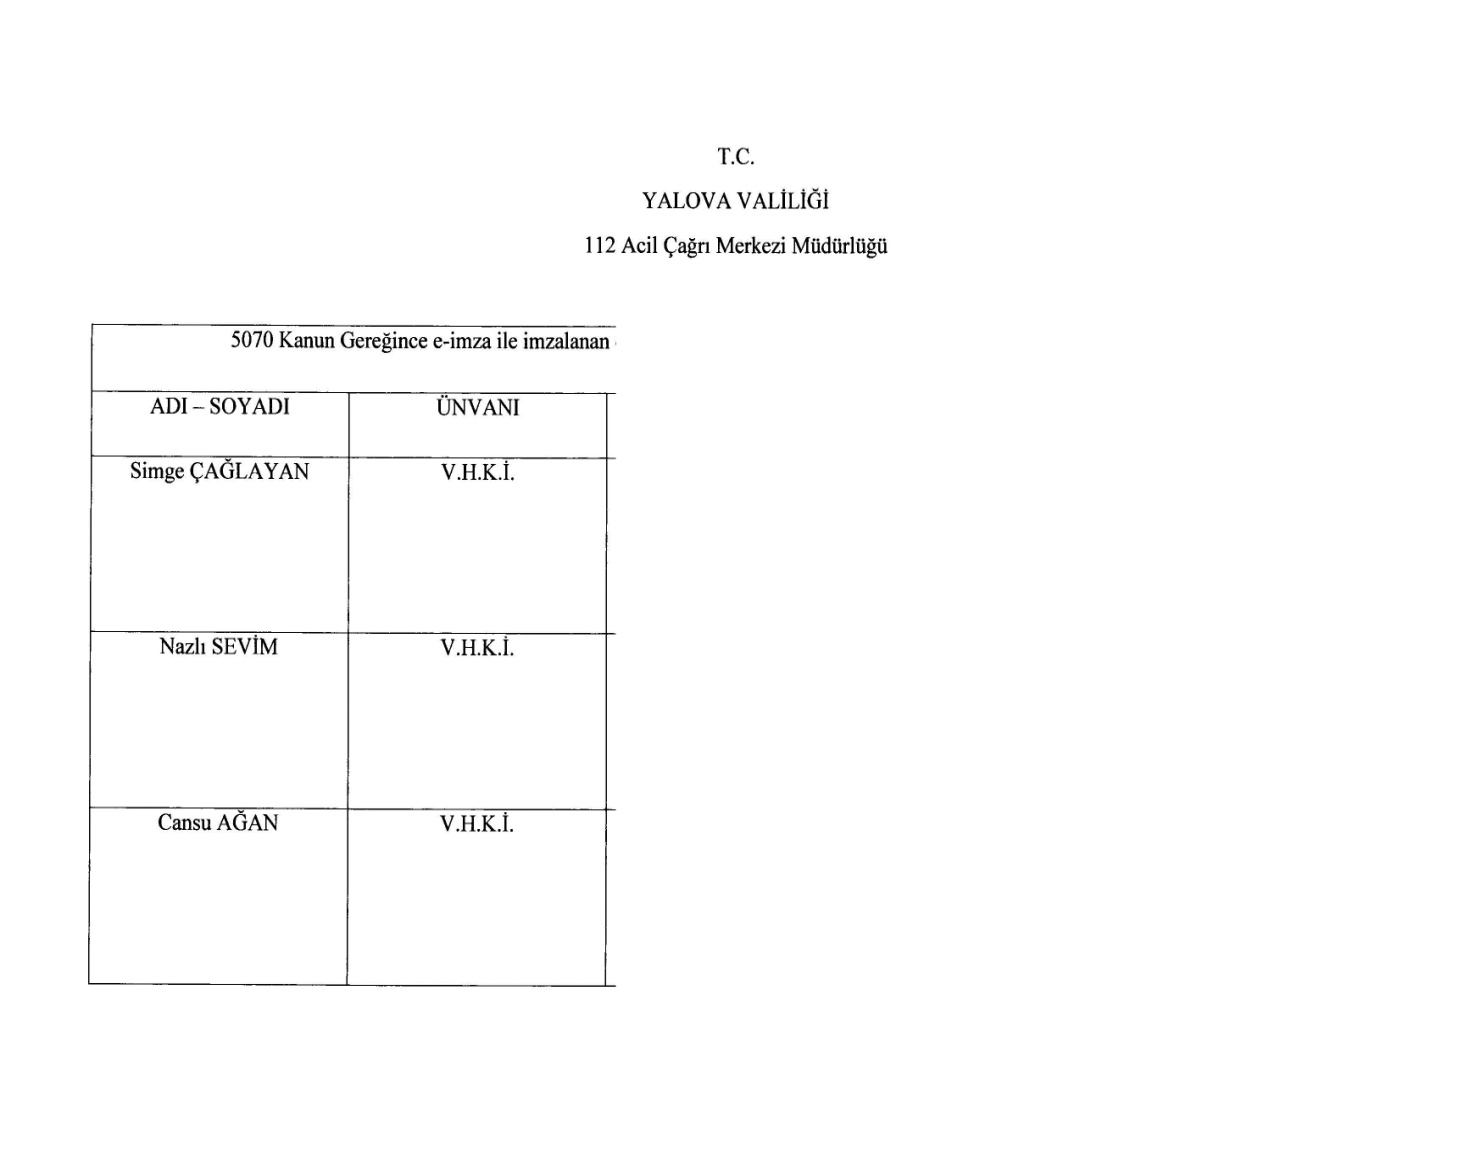 T.C.
YALOVA VALİLİĞİ
112 Acil Çağrı Merkezi Müdürlüğü
5070 Kanun Gereğince e-imza ile imzalanan
ADI – SOYADI ÜNVANI
Simge ÇAĞLAYAN V.H.K.İ.
Nazlı SEVİM V.H.K.İ.
Cansu AĞAN V.H.K.İ.